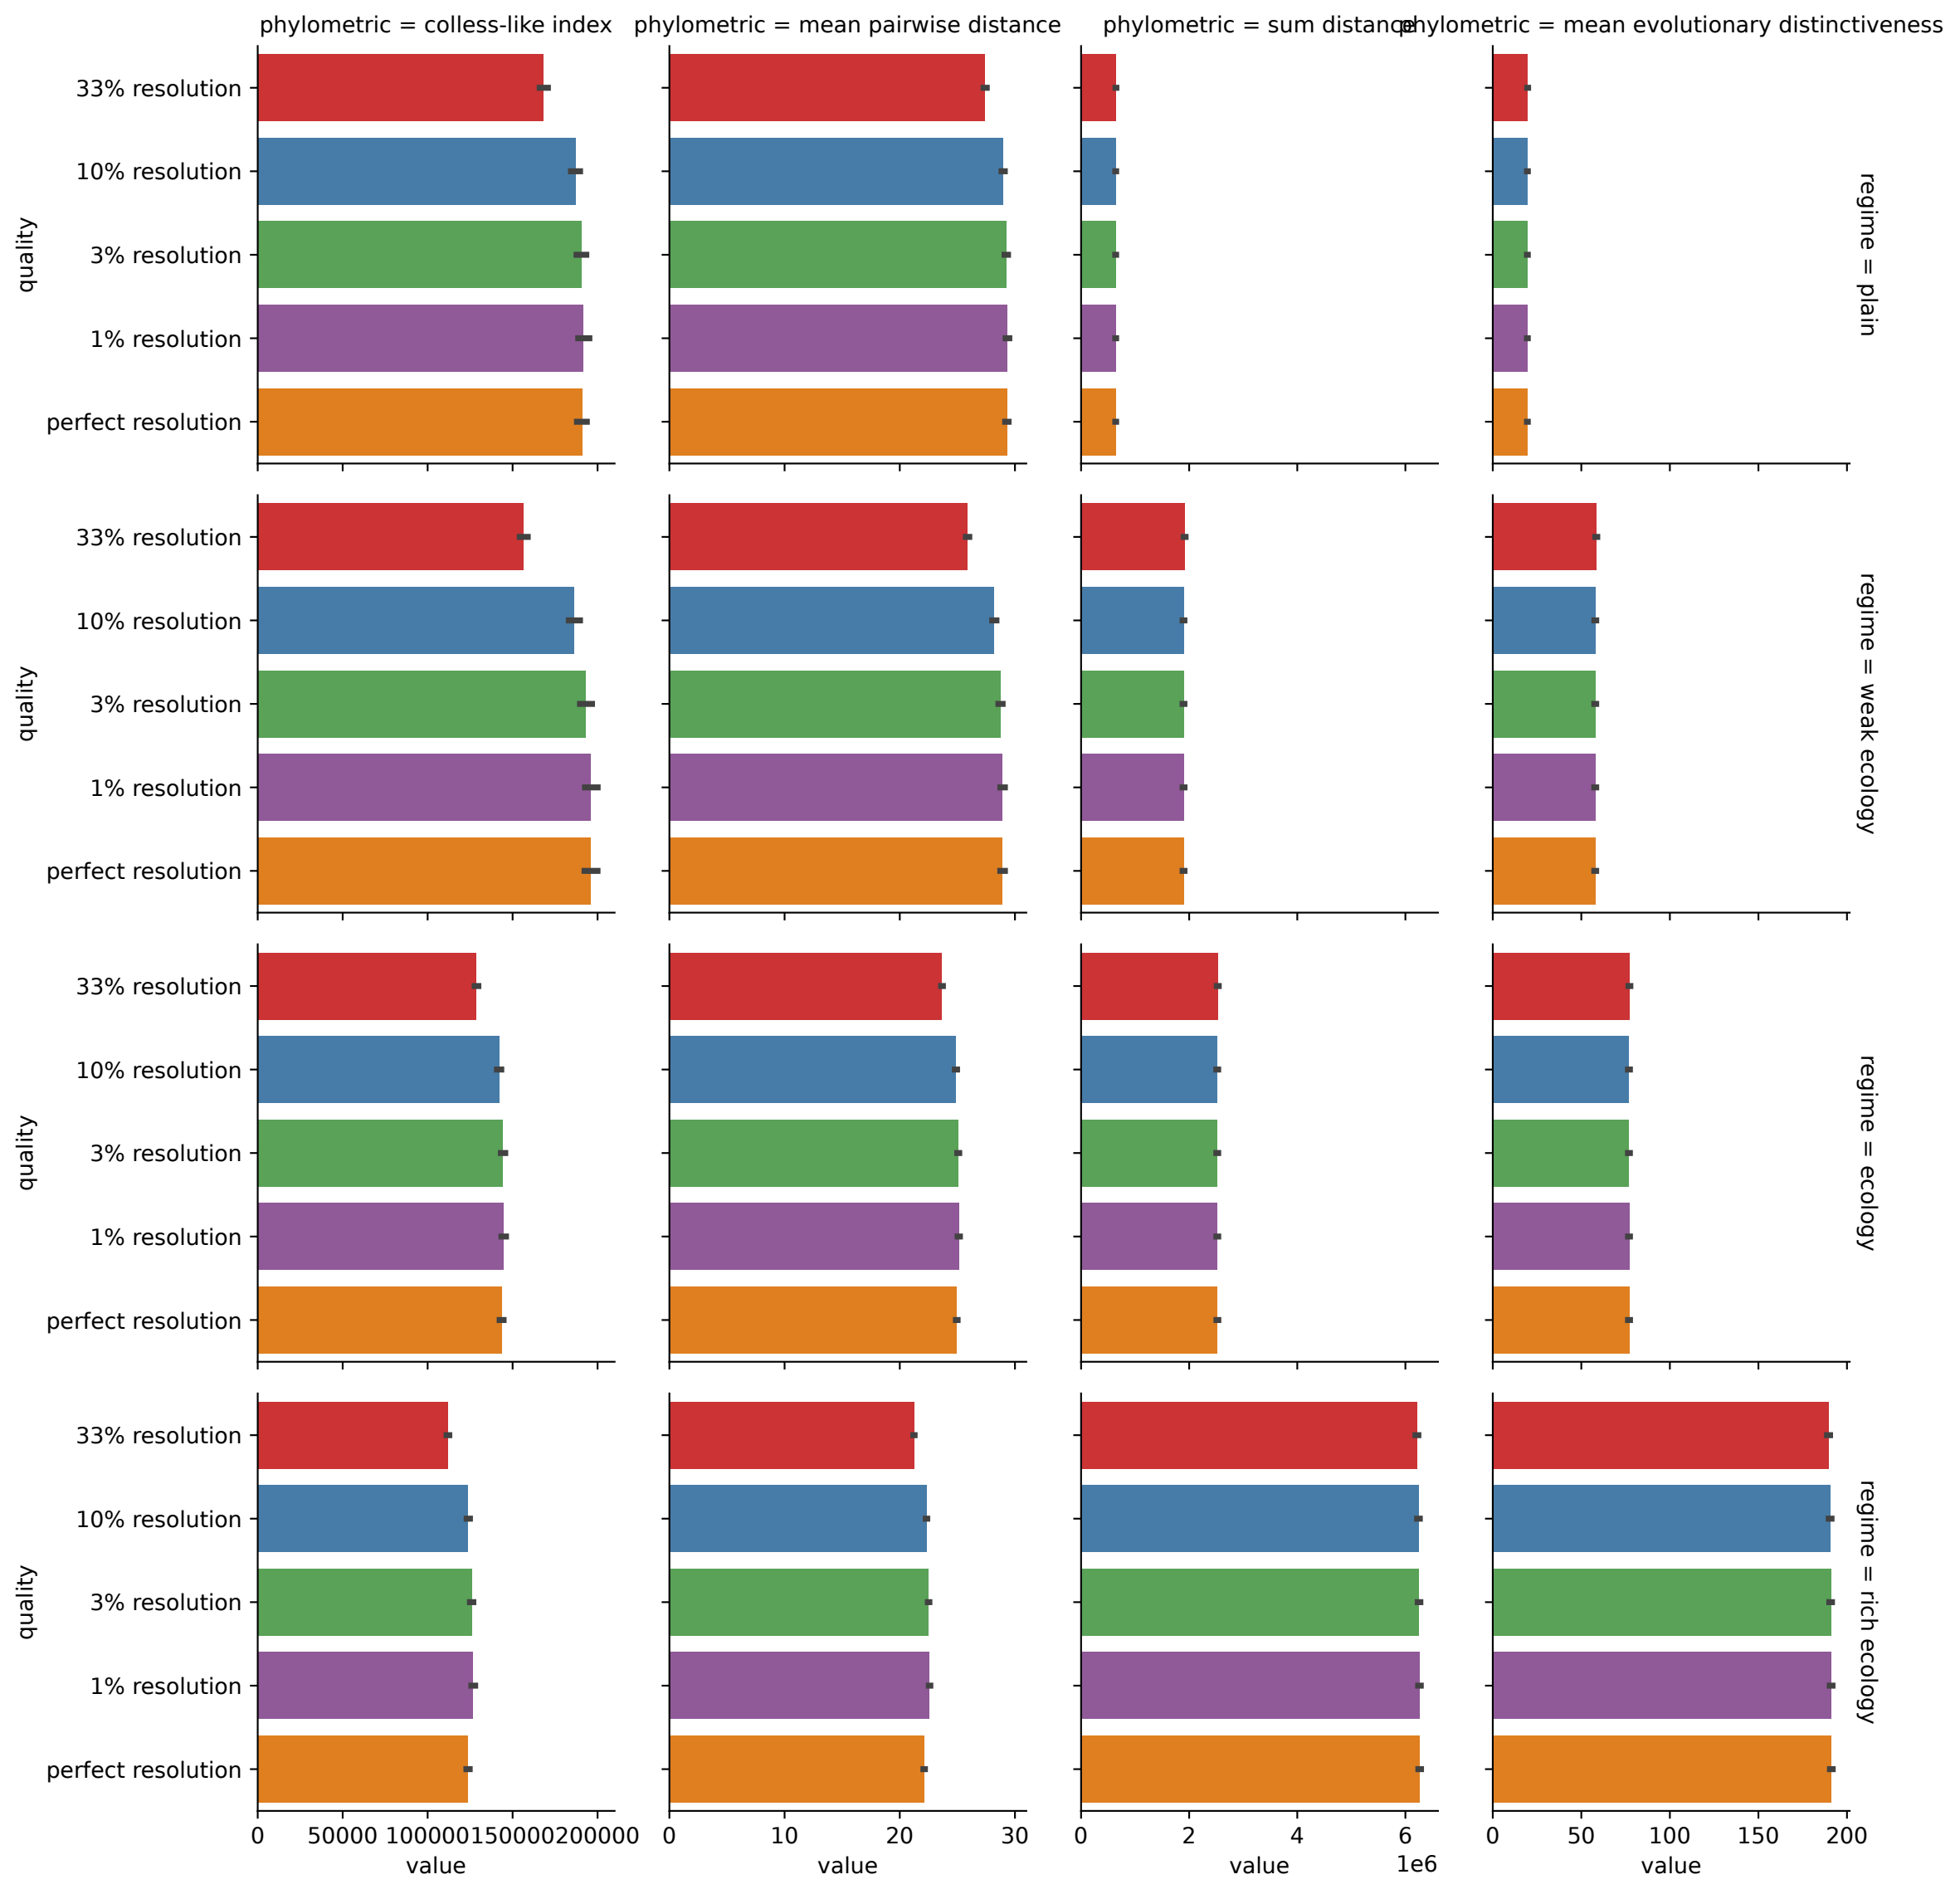 phylometric = colless-like index
phylometric = mean pairwise distance
phylometric = sum distance
phylometric = mean evolutionary distinctiveness
quality
33% resolution
10% resolution
3% resolution
1% resolution
perfect resolution
regime = plain
quality
33% resolution
10% resolution
3% resolution
1% resolution
perfect resolution
regime = weak ecology
quality
33% resolution
10% resolution
3% resolution
1% resolution
perfect resolution
regime = ecology
quality
33% resolution
10% resolution
3% resolution
1% resolution
perfect resolution
regime = rich ecology
0 50000 100000 150000 200000
value
0 10 20 30
value
0 2 4 6
1e6
value
0 50 100 150 200
value